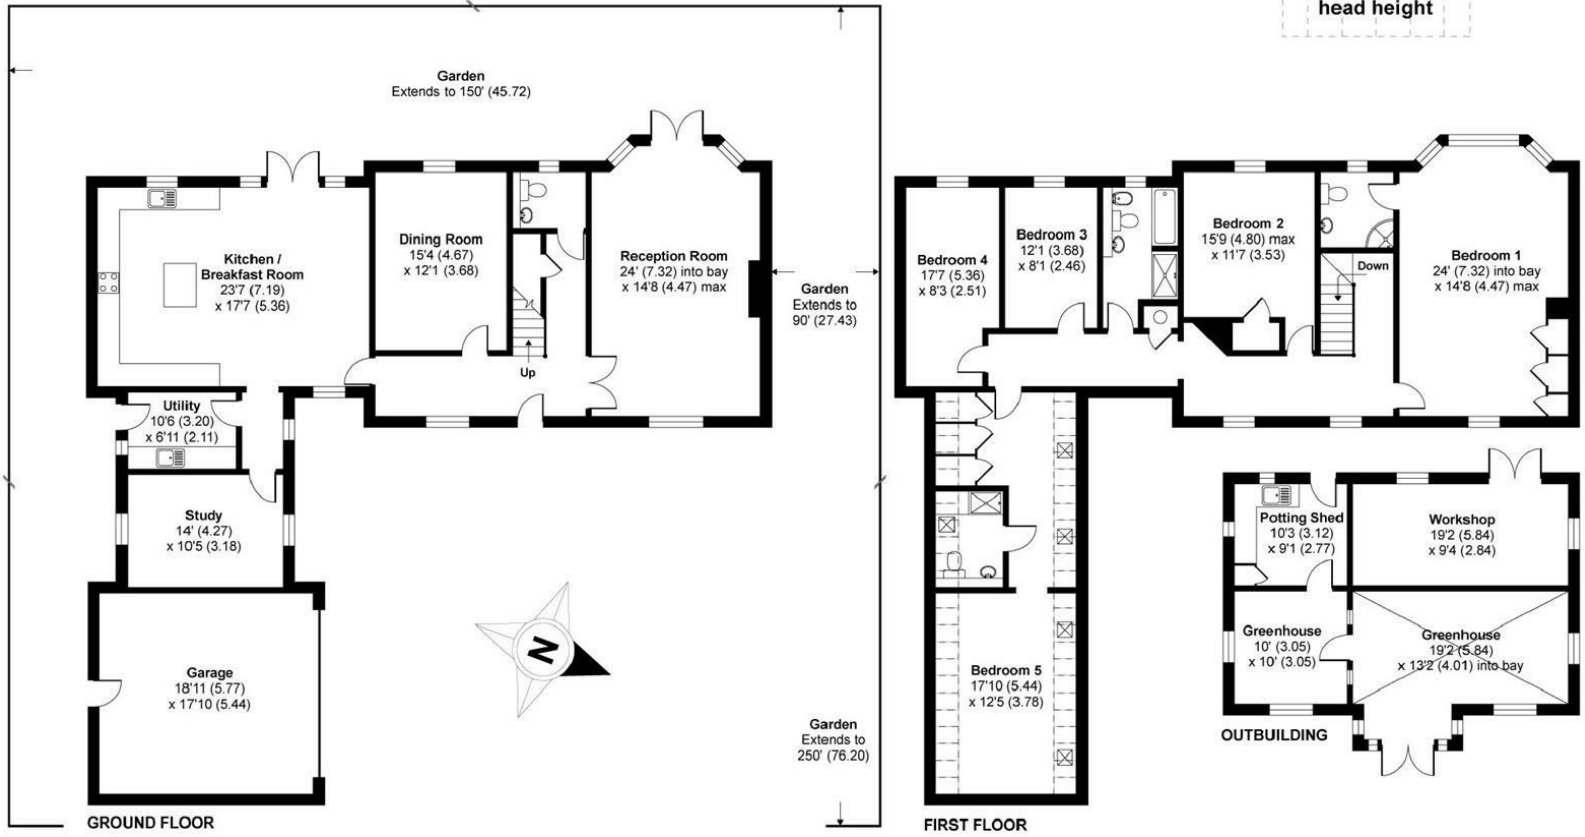 head height
Garden
Extends to 150' (45.72)
Kitchen /
Breakfast Room
23'7 (7.19)
x 17'7 (5.36)
Dining Room
15'4 (4.67)
x 12'1 (3.68)
Reception Room
24' (7.32) into bay
x 14'8 (4.47) max
Garden
Extends to
90' (27.43)
Up
Utility
10'6 (3.20)
x 6'11 (2.11)
Study
14' (4.27)
x 10'5 (3.18)
Garage
18'11 (5.77)
x 17'10 (5.44)
N
Garden
Extends to
250' (76.20)
GROUND FLOOR
Bedroom 4
17'7 (5.36)
x 8'3 (2.51)
Bedroom 3
12'1 (3.68)
x 8'1 (2.46)
Bedroom 2
15'9 (4.80) max
x 11'7 (3.53)
Down
Bedroom 1
24' (7.32) into bay
x 14'8 (4.47) max
Bedroom 5
17'10 (5.44)
x 12'5 (3.78)
FIRST FLOOR
Potting Shed
10'3 (3.12)
x 9'1 (2.77)
Workshop
19'2 (5.84)
x 9'4 (2.84)
Greenhouse
10' (3.05)
x 10' (3.05)
Greenhouse
19'2 (5.84)
x 13'2 (4.01) into bay
OUTBUILDING